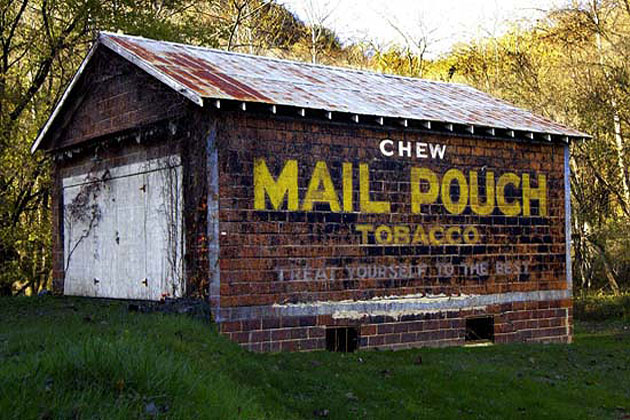 CHEW
MAIL POUCH
TOBACCO
TREAT YOURSELF TO THE BEST